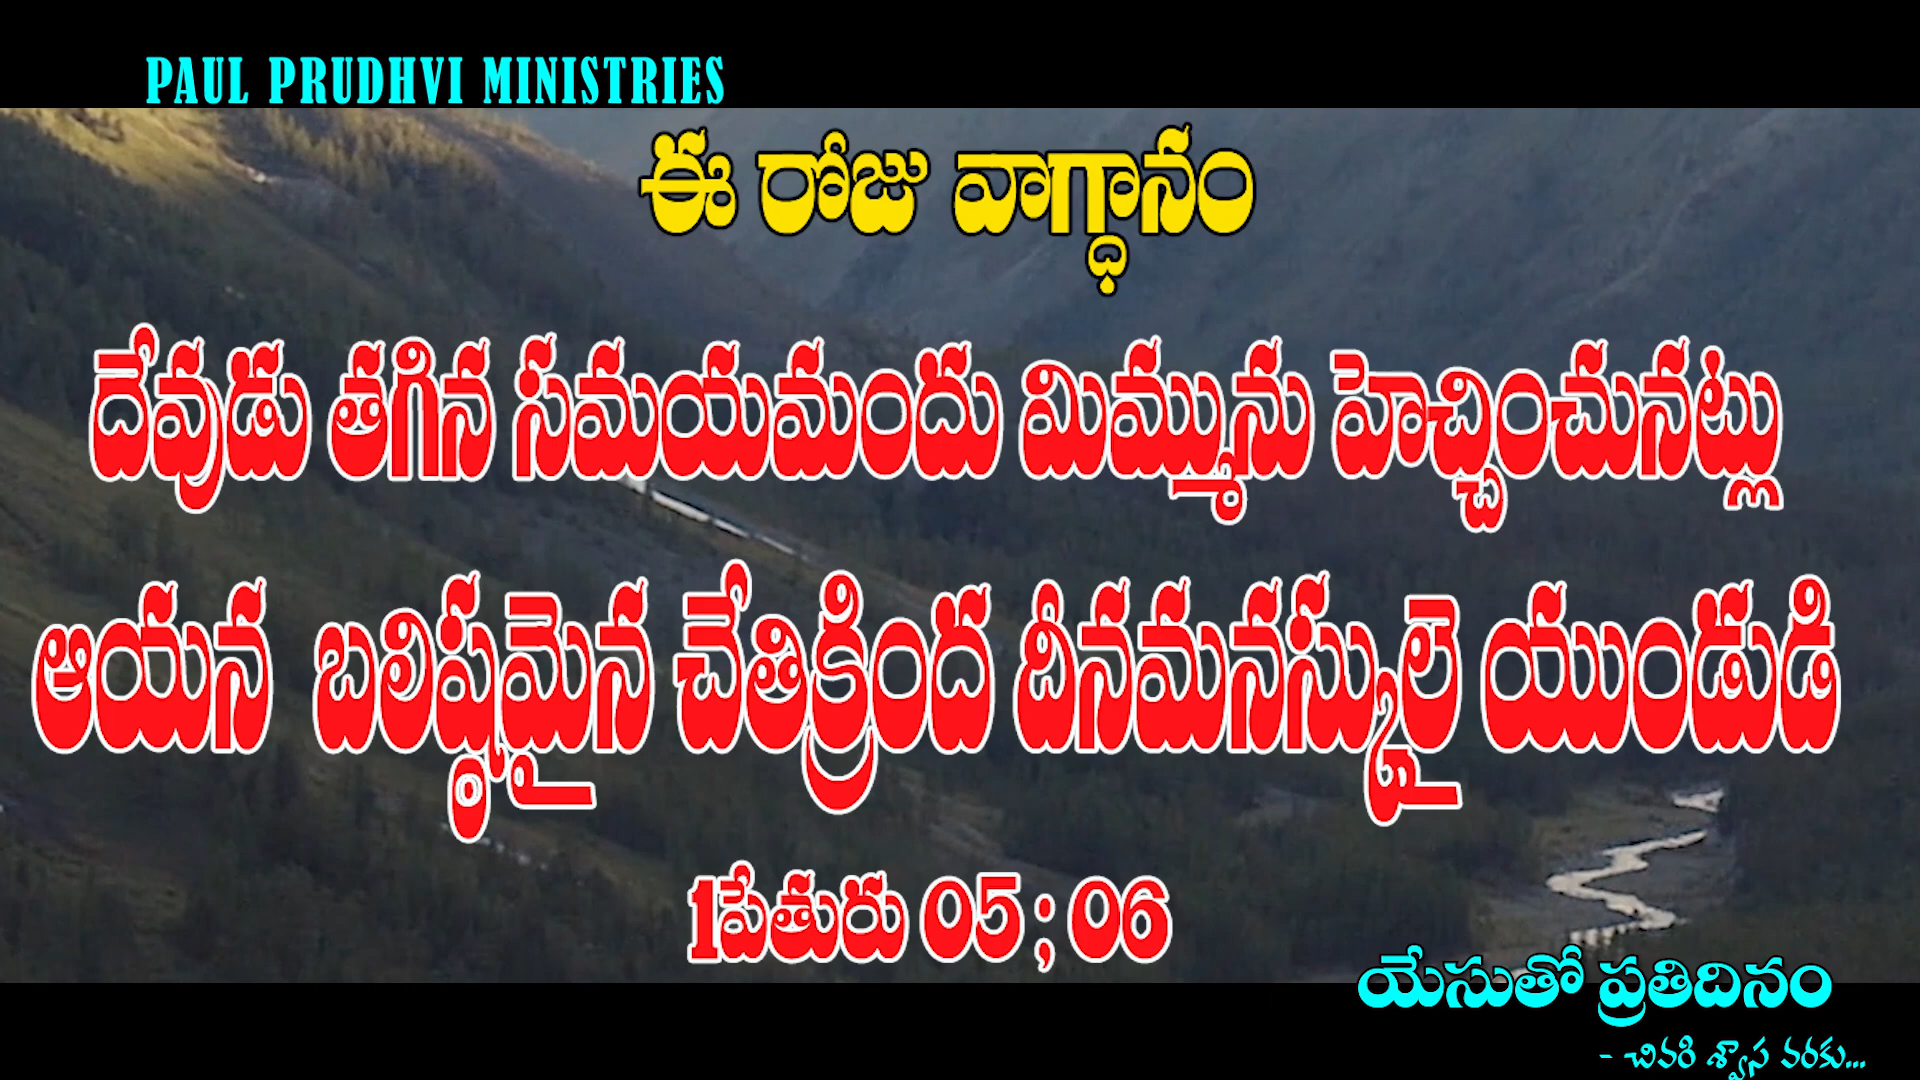 PAUL PRUDHVI MINISTRIES
ఈ రోజు వాగ్ధానం
దేవుడు తగిన సమయమందు మిమ్మును హెచ్చించునట్లు
ఆయన బలిష్ఠమైన చేతిక్రింద దీనమనస్కులై యుండుడి
1పేతురు 05 ; 06
యేసుతో ప్రతిదినం
- చివరి శ్వాస వరకు...